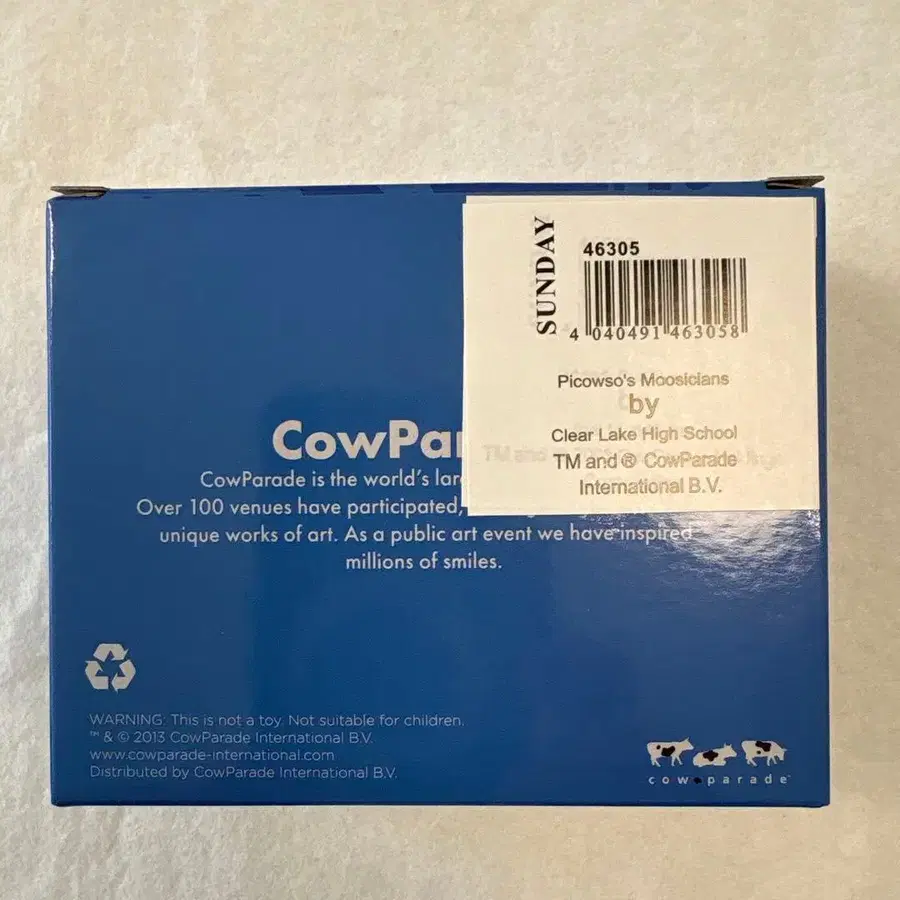 SUNDAY
46305
4 040491 463058
Picowso's Moosicians
by
Clear Lake High School
TM and ® CowParade
International B.V.
CowPar
CowParade is the world's lar
Over 100 venues have participated,
unique works of art. As a public art event we have inspired
millions of smiles.
WARNING: This is not a toy. Not suitable for children.
™ & © 2013 CowParade International B.V.
www.cowparade-international.com
Distributed by CowParade International B.V.
cow parade™